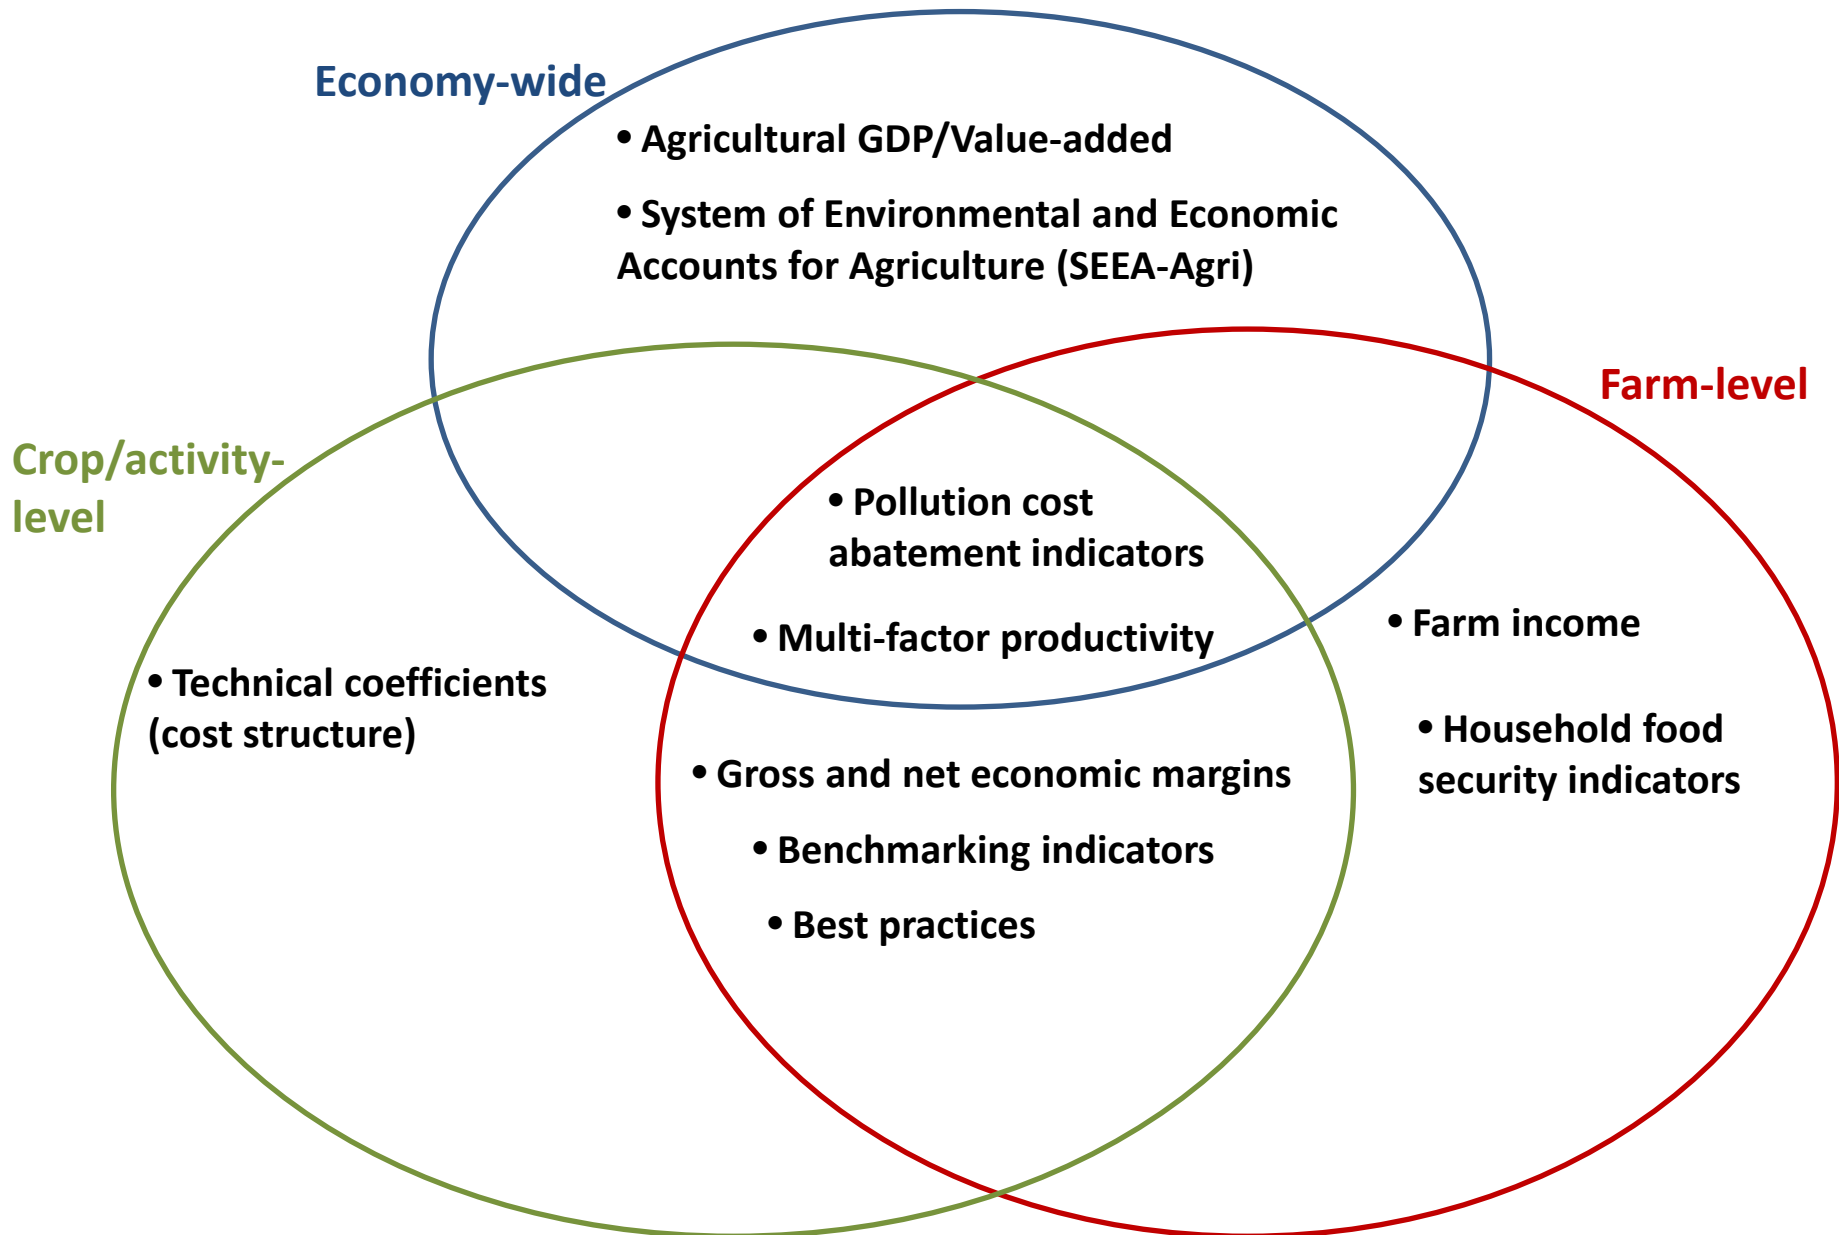 Economy-wide
• Agricultural GDP/Value-added
• System of Environmental and Economic
Accounts for Agriculture (SEEA-Agri)
Farm-level
Crop/activity-
level
• Pollution cost
abatement indicators
• Multi-factor productivity
• Farm income
• Technical coefficients
(cost structure)
• Household food
security indicators
• Gross and net economic margins
• Benchmarking indicators
• Best practices